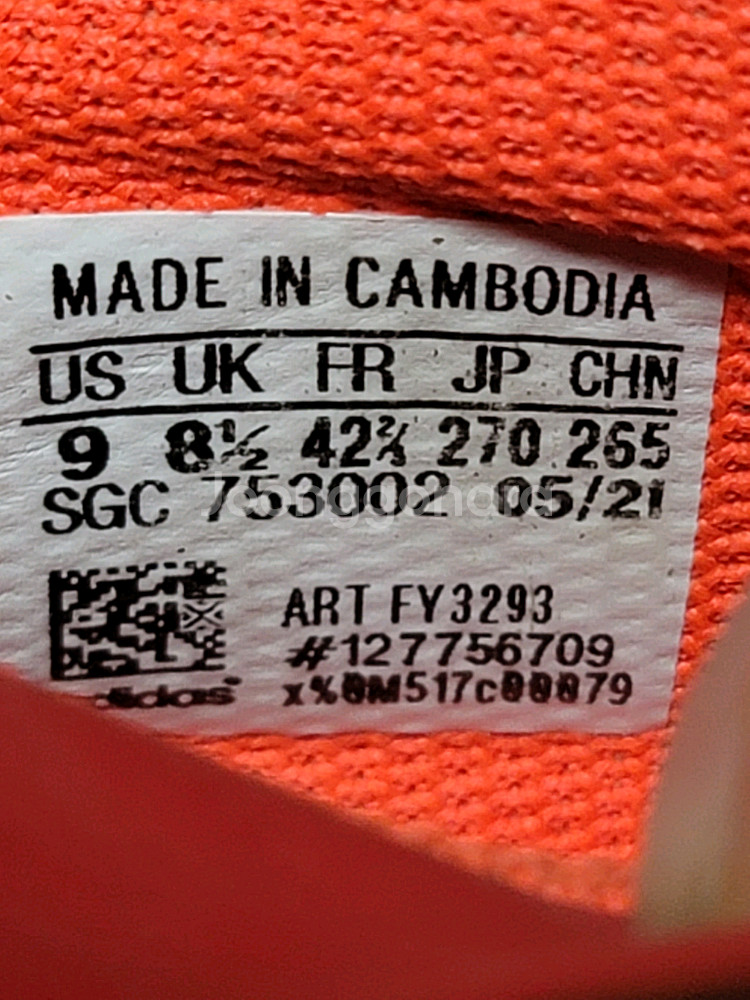 MADE IN CAMBODIA
US UK FR JP CHN
9 8½ 42⅔ 270 265
SGC 753002 05/21
ART FY3293
#127756709
x%0M517c00079
adidas